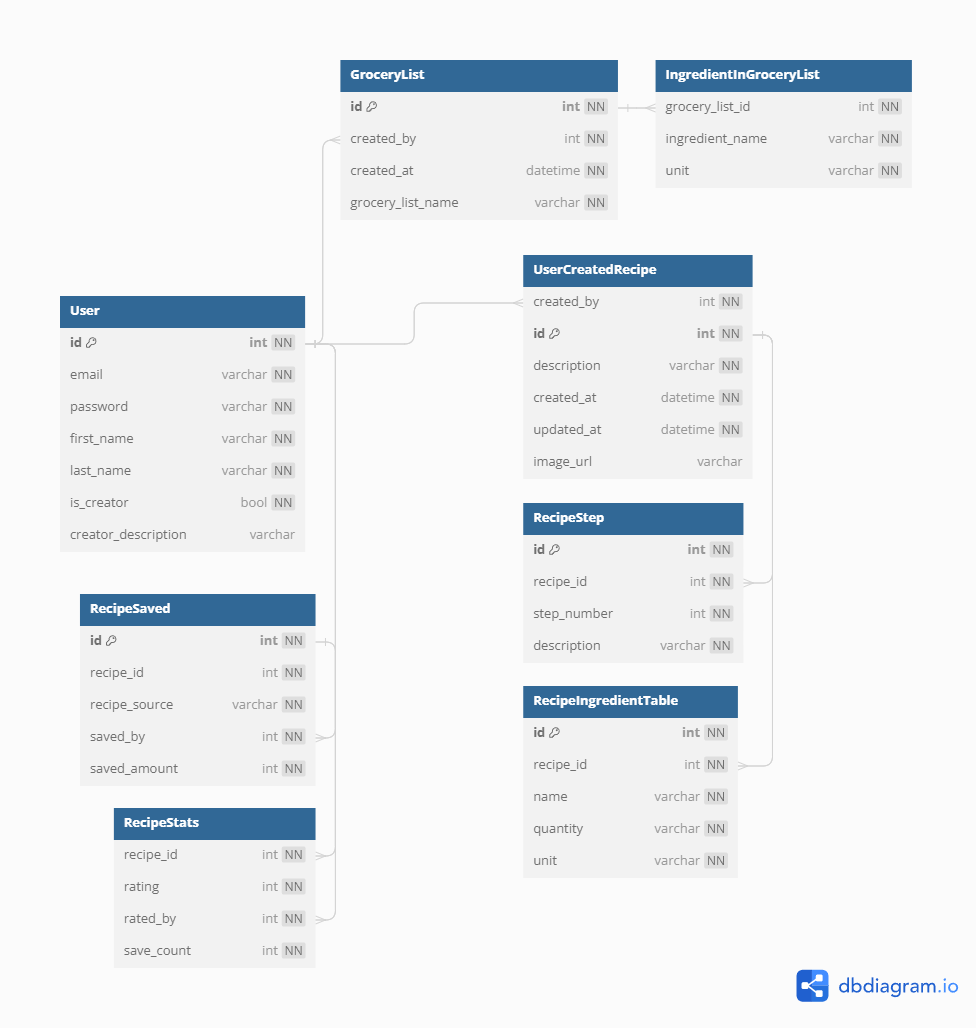 GroceryList
id int NN
created_by int NN
created_at datetime NN
grocery_list_name varchar NN
IngredientInGroceryList
grocery_list_id int NN
ingredient_name varchar NN
unit varchar NN
UserCreatedRecipe
created_by int NN
id int NN
description varchar NN
created_at datetime NN
updated_at datetime NN
image_url varchar
User
id int NN
email varchar NN
password varchar NN
first_name varchar NN
last_name varchar NN
is_creator bool NN
creator_description varchar
RecipeStep
id int NN
recipe_id int NN
step_number int NN
description varchar NN
RecipeSaved
id int NN
recipe_id int NN
recipe_source varchar NN
saved_by int NN
saved_amount int NN
RecipeIngredientTable
id int NN
recipe_id int NN
name varchar NN
quantity varchar NN
unit varchar NN
RecipeStats
recipe_id int NN
rating int NN
rated_by int NN
save_count int NN
dbdiagram.io